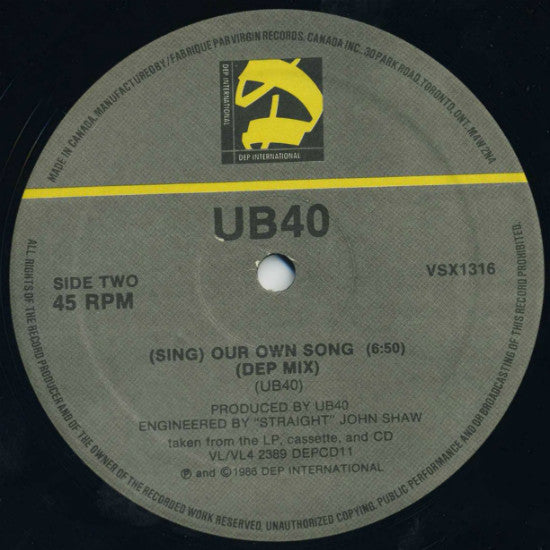 MADE IN CANADA. MANUFACTURED BY/FABRIQUE PAR VIRGIN RECORDS, CANADA INC. 30 PARK ROAD, TORONTO, ONT. M4W 2N4
DEP INTERNATIONAL
DEP INTERNATIONAL
UB40
SIDE TWO
45 RPM
VSX1316
(SING) OUR OWN SONG (6:50)
(DEP MIX)
(UB40)
PRODUCED BY UB40
ENGINEERED BY "STRAIGHT" JOHN SHAW
taken from the LP, cassette, and CD
VL/VL4 2389 DEPCD11
Ⓟ and ©1986 DEP INTERNATIONAL
ALL RIGHTS OF THE RECORD PRODUCER AND OF THE OWNER OF THE RECORDED WORK RESERVED. UNAUTHORIZED COPYING, PUBLIC PERFORMANCE AND/OR BROADCASTING OF THIS RECORD PROHIBITED.